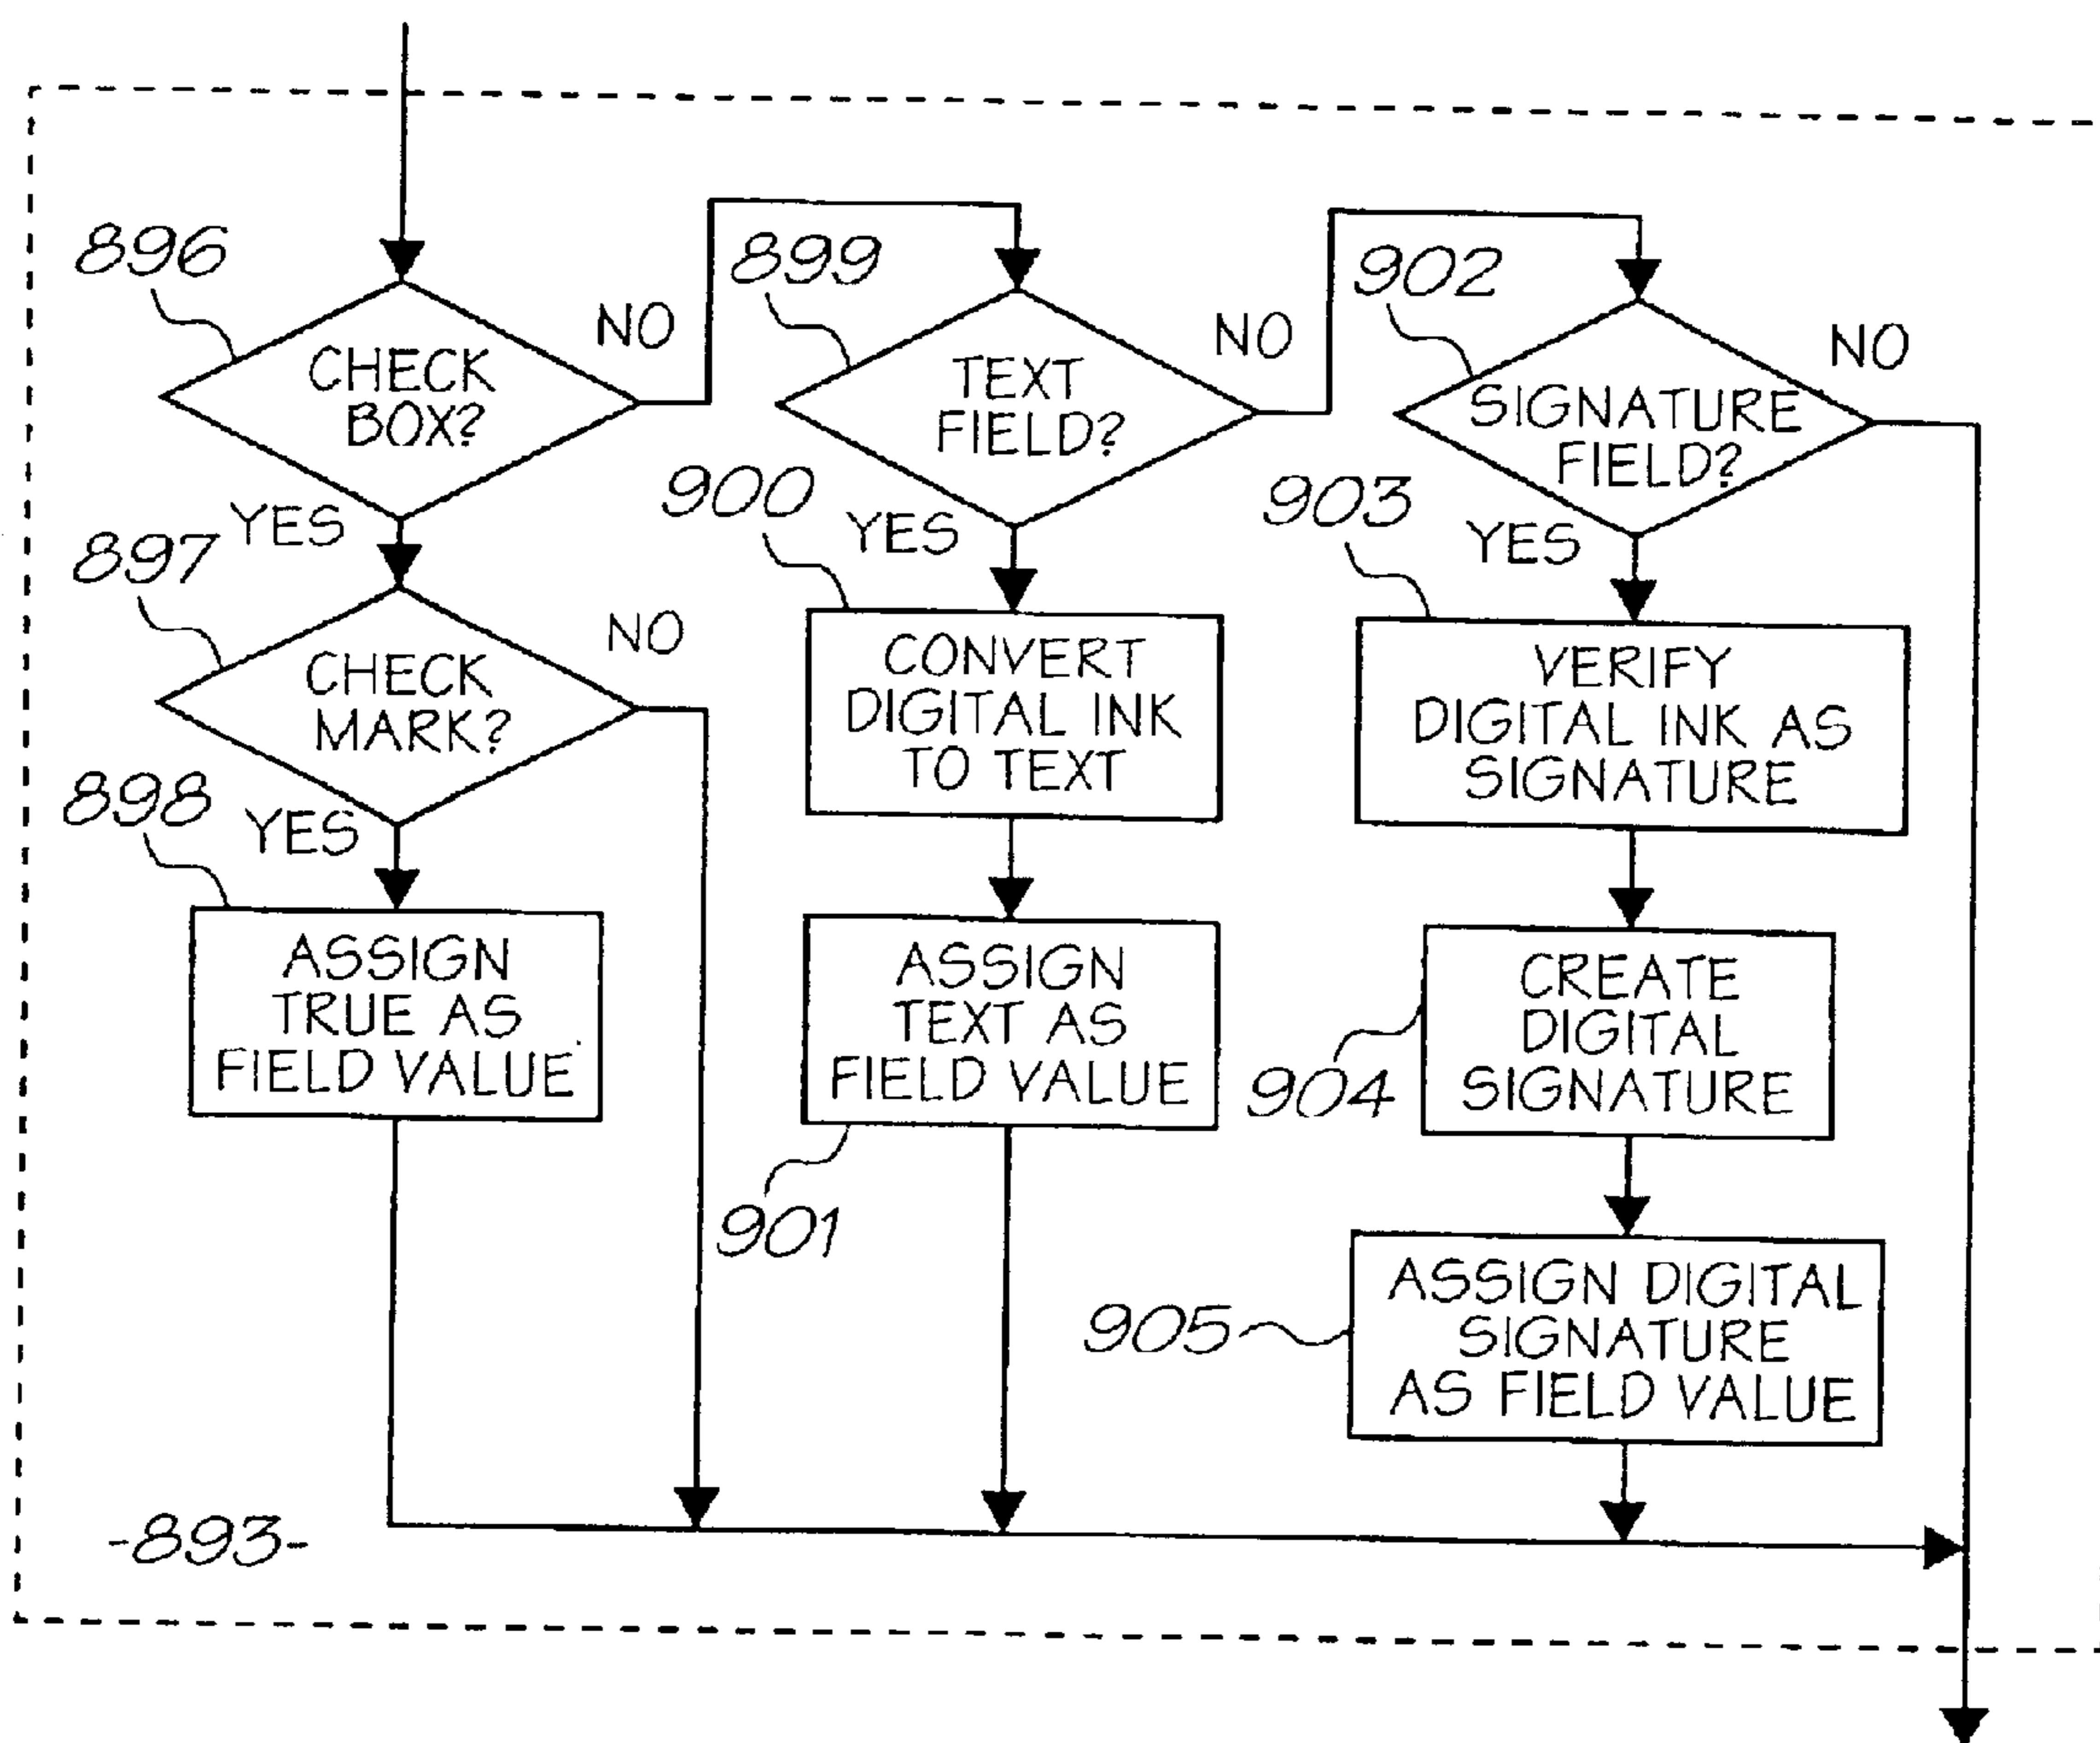 896
CHECK
BOX?
NO
YES
897
CHECK
MARK?
NO
YES
898
ASSIGN
TRUE AS
FIELD VALUE
899
TEXT
FIELD?
NO
YES
900
CONVERT
DIGITAL INK
TO TEXT
ASSIGN
TEXT AS
FIELD VALUE
901
902
SIGNATURE
FIELD?
NO
YES
903
VERIFY
DIGITAL INK AS
SIGNATURE
CREATE
DIGITAL
SIGNATURE
904
ASSIGN DIGITAL
SIGNATURE
AS FIELD VALUE
905
-893-